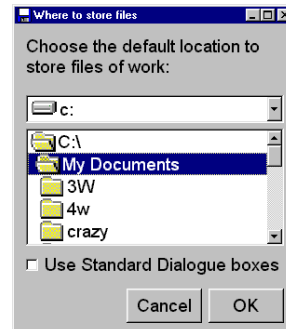 Where to store files
Choose the default location to
store files of work:
c:
C:\
My Documents
3W
4w
crazy
Use Standard Dialogue boxes
Cancel
OK